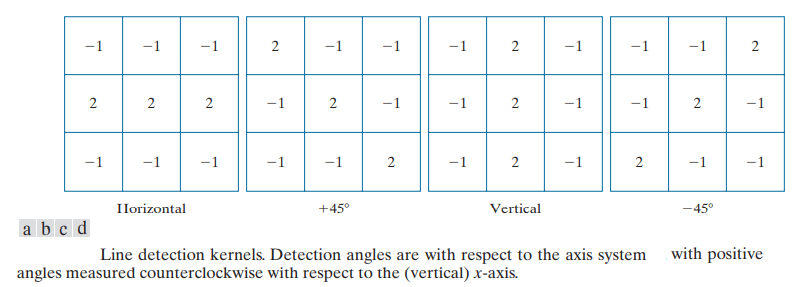 −1 −1 −1 2 −1 −1 −1 2 −1 −1 −1 2
2 2 2 −1 2 −1 −1 2 −1 −1 2 −1
−1 −1 −1 −1 −1 2 −1 2 −1 2 −1 −1
Horizontal +45° Vertical −45°
a b c d
Line detection kernels. Detection angles are with respect to the axis system with positive
angles measured counterclockwise with respect to the (vertical) x-axis.